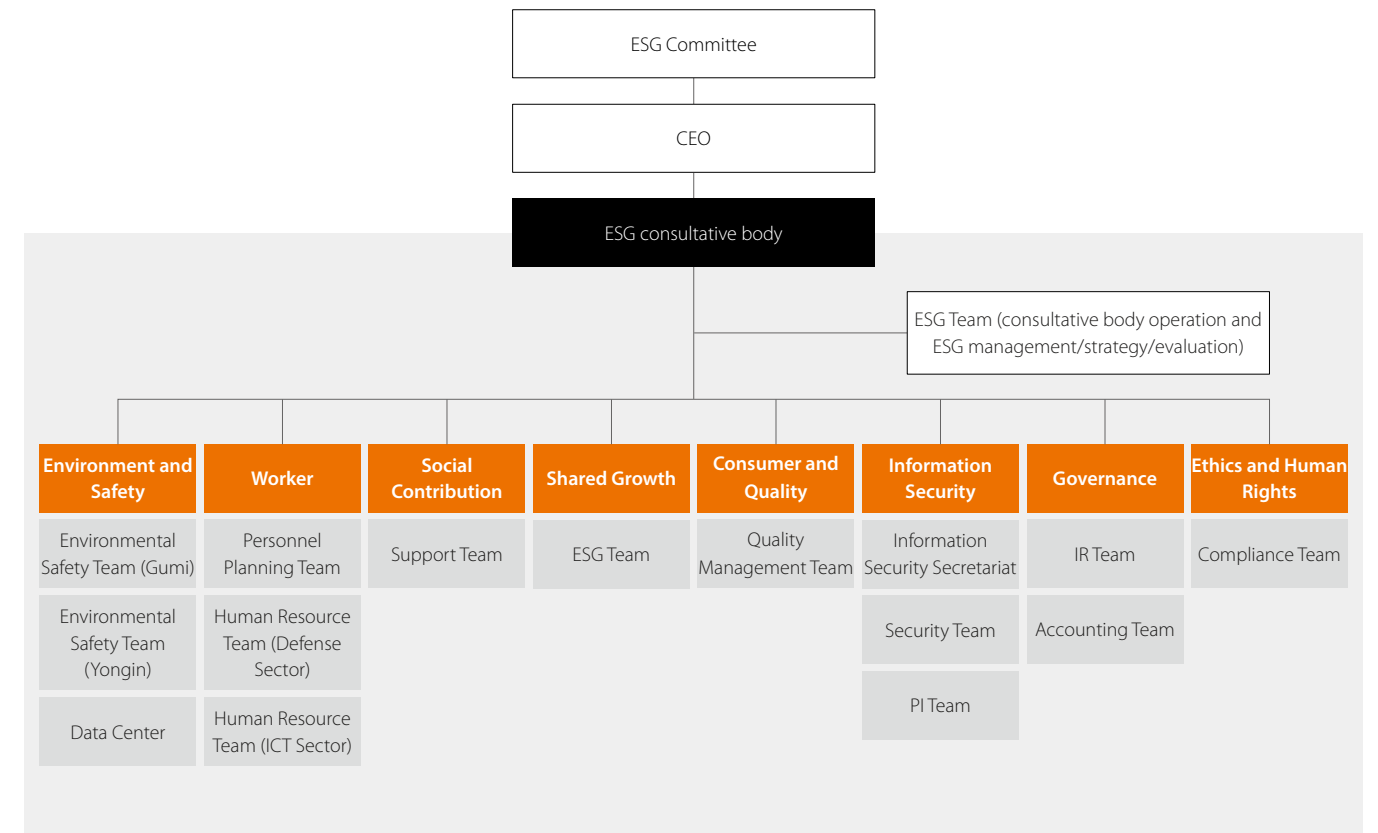 ESG Committee
CEO
ESG consultative body
ESG Team (consultative body operation and
ESG management/strategy/evaluation)
Environment and
Safety
Environmental
Safety Team (Gumi)
Environmental
Safety Team
(Yongin)
Data Center
Worker
Personnel
Planning Team
Human Resource
Team (Defense
Sector)
Human Resource
Team (ICT Sector)
Social
Contribution
Support Team
Shared Growth
ESG Team
Consumer and
Quality
Quality
Management Team
Information
Security
Information
Security Secretariat
Security Team
PI Team
Governance
IR Team
Accounting Team
Ethics and Human
Rights
Compliance Team